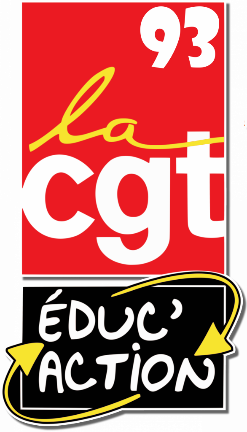 93
la
cgt
ÉDUC'
ACTION